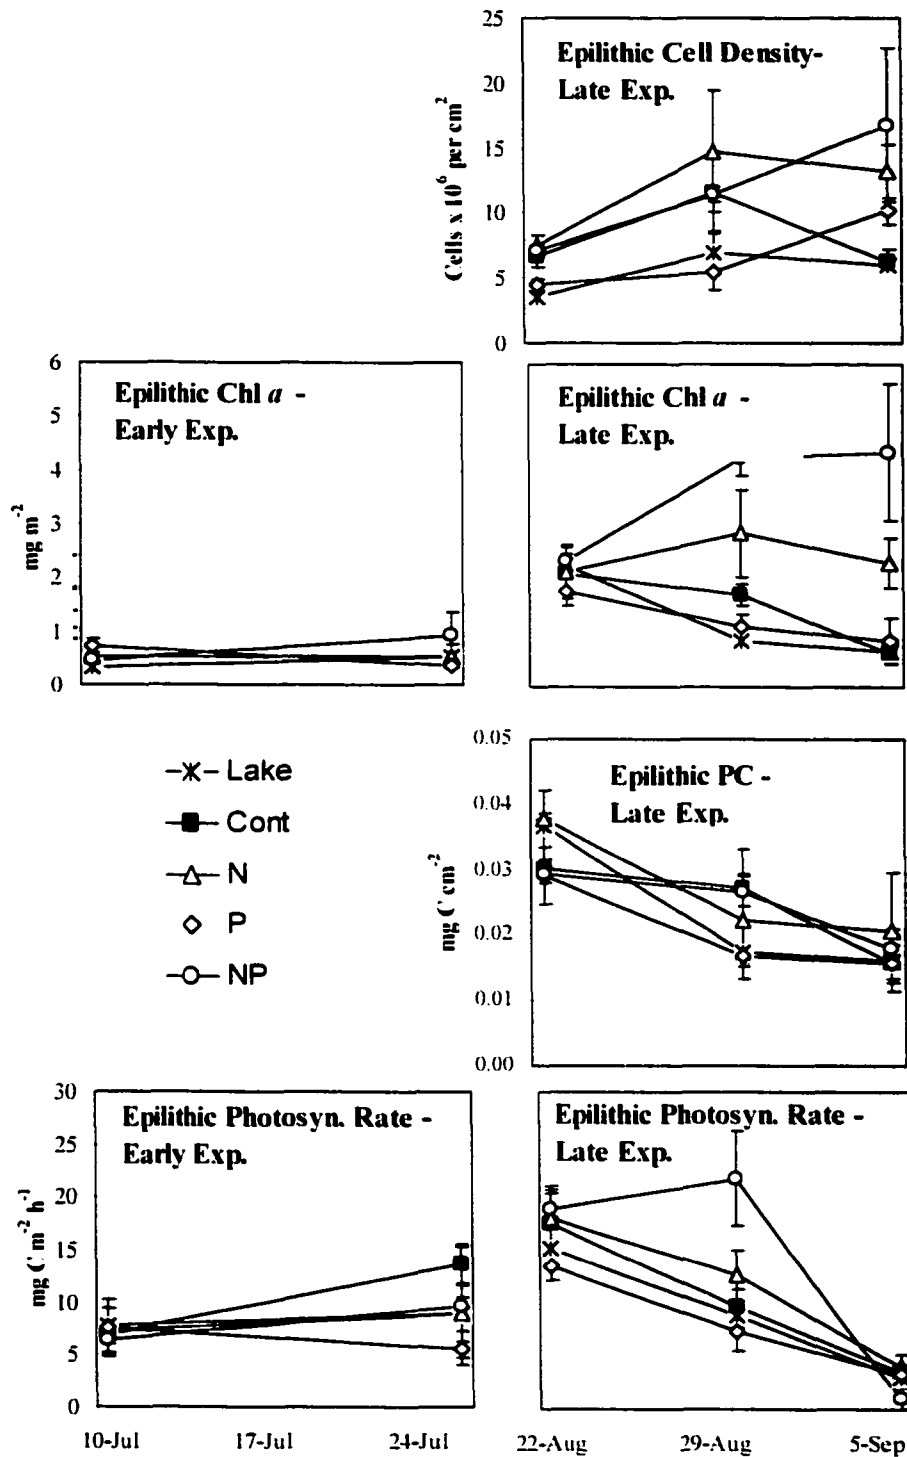 25
20
15
10
5
0
Cells x 10⁶ per cm²
Epilithic Cell Density-
Late Exp.
6
5
4
3
2
1
0
mg m⁻²
Epilithic Chl a -
Early Exp.
Epilithic Chl a -
Late Exp.
Lake
Cont
N
P
NP
0.05
0.04
0.03
0.02
0.01
0.00
mg C cm⁻²
Epilithic PC -
Late Exp.
30
25
20
15
10
5
0
mg C m⁻² h⁻¹
Epilithic Photosyn. Rate -
Early Exp.
Epilithic Photosyn. Rate -
Late Exp.
10-Jul 17-Jul 24-Jul 22-Aug 29-Aug 5-Sep